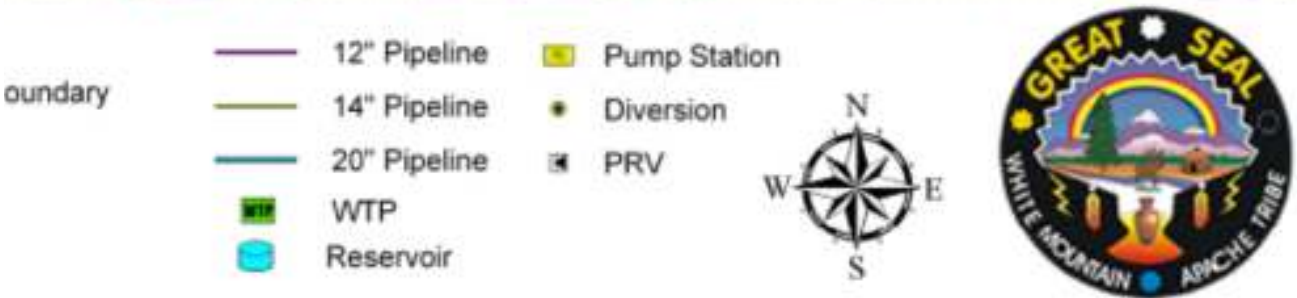 oundary
12" Pipeline
14" Pipeline
20" Pipeline
WTP
WTP
Reservoir
Pump Station
Diversion
PRV
N
W
E
S
GREAT SEAL
WHITE MOUNTAIN APACHE TRIBE